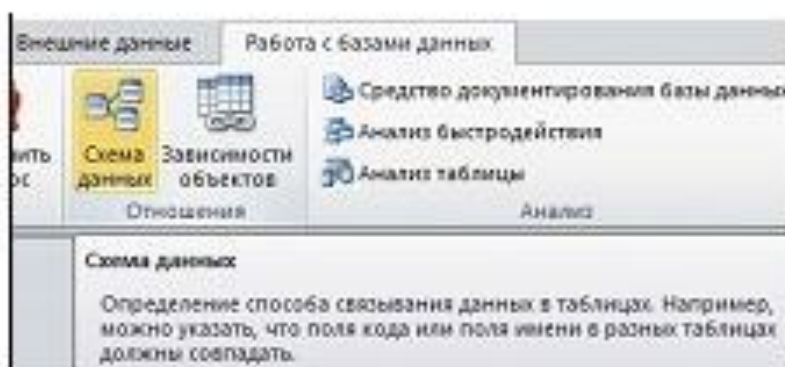 Внешние данные
Работа с базами данных
Схема данных
Зависимости объектов
Средство документирования базы данных
Анализ быстродействия
Анализ таблицы
Отношения
Анализ
Схема данных
Определение способа связывания данных в таблицах. Например,
можно указать, что поля кода или поля имени в разных таблицах
должны совпадать.